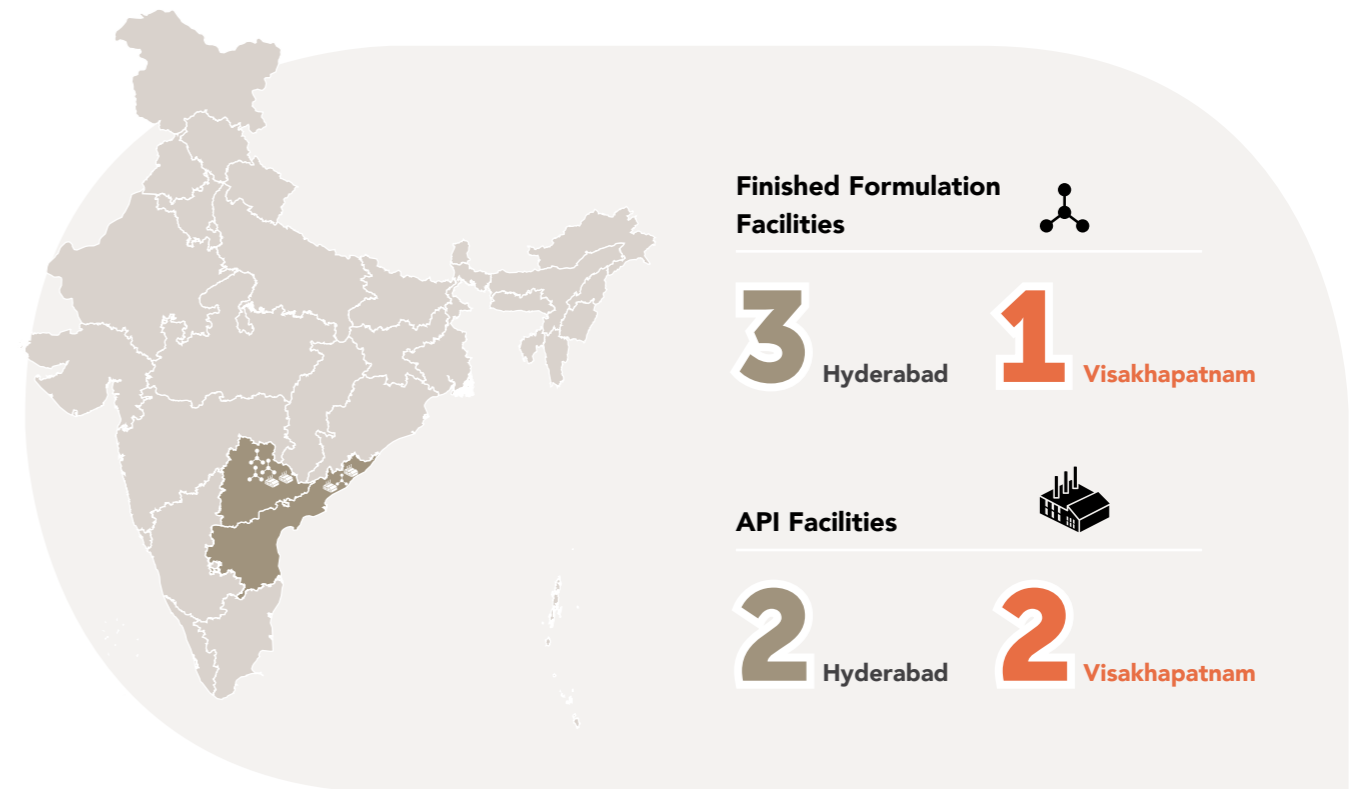 Finished Formulation
Facilities
3 Hyderabad
1 Visakhapatnam
API Facilities
2 Hyderabad
2 Visakhapatnam